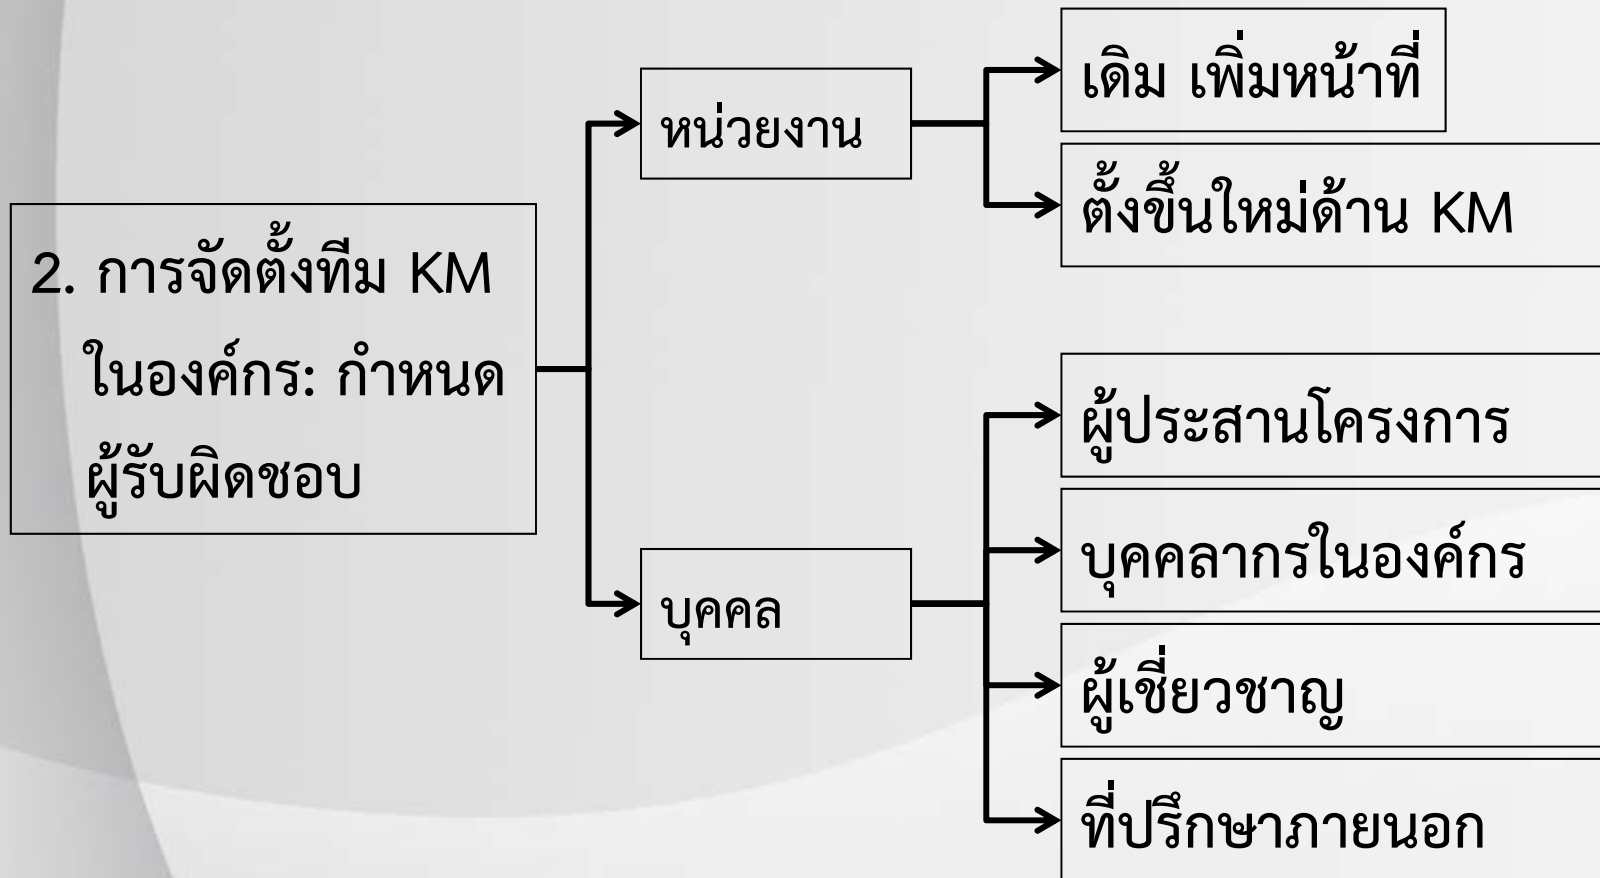 2. การจัดตั้งทีม KM
ในองค์กร: กำหนด
ผู้รับผิดชอบ
หน่วยงาน
เดิม เพิ่มหน้าที่
ตั้งขึ้นใหม่ด้าน KM
บุคคล
ผู้ประสานโครงการ
บุคคลากรในองค์กร
ผู้เชี่ยวชาญ
ที่ปรึกษาภายนอก